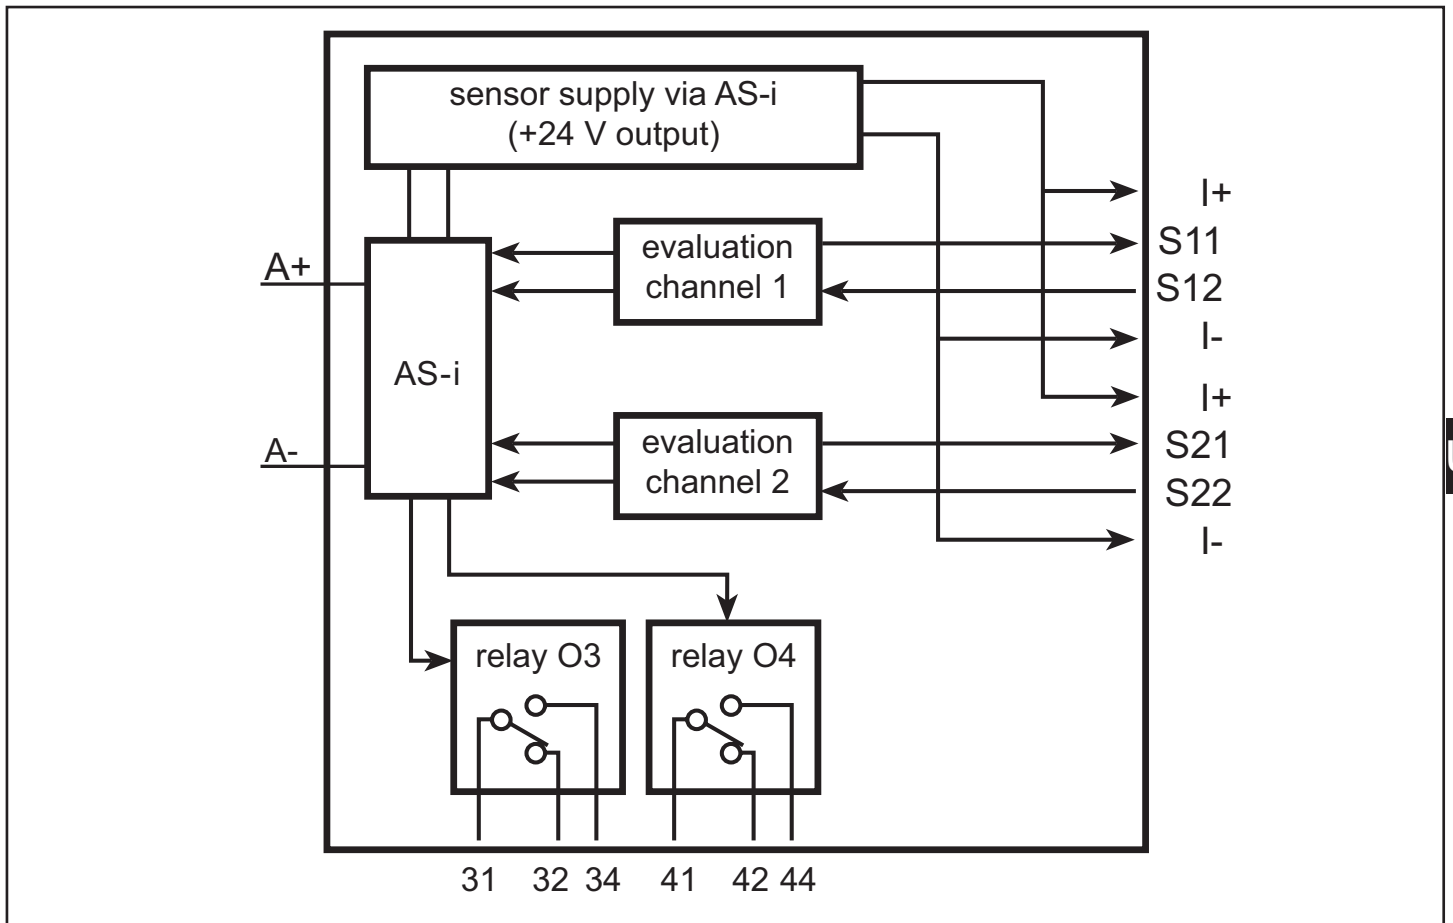 sensor supply via AS-i
(+24 V output)
I+
S11
S12
I-
I+
S21
S22
I-
A+
A-
AS-i
evaluation
channel 1
evaluation
channel 2
relay O3
relay O4
31 32 34 41 42 44